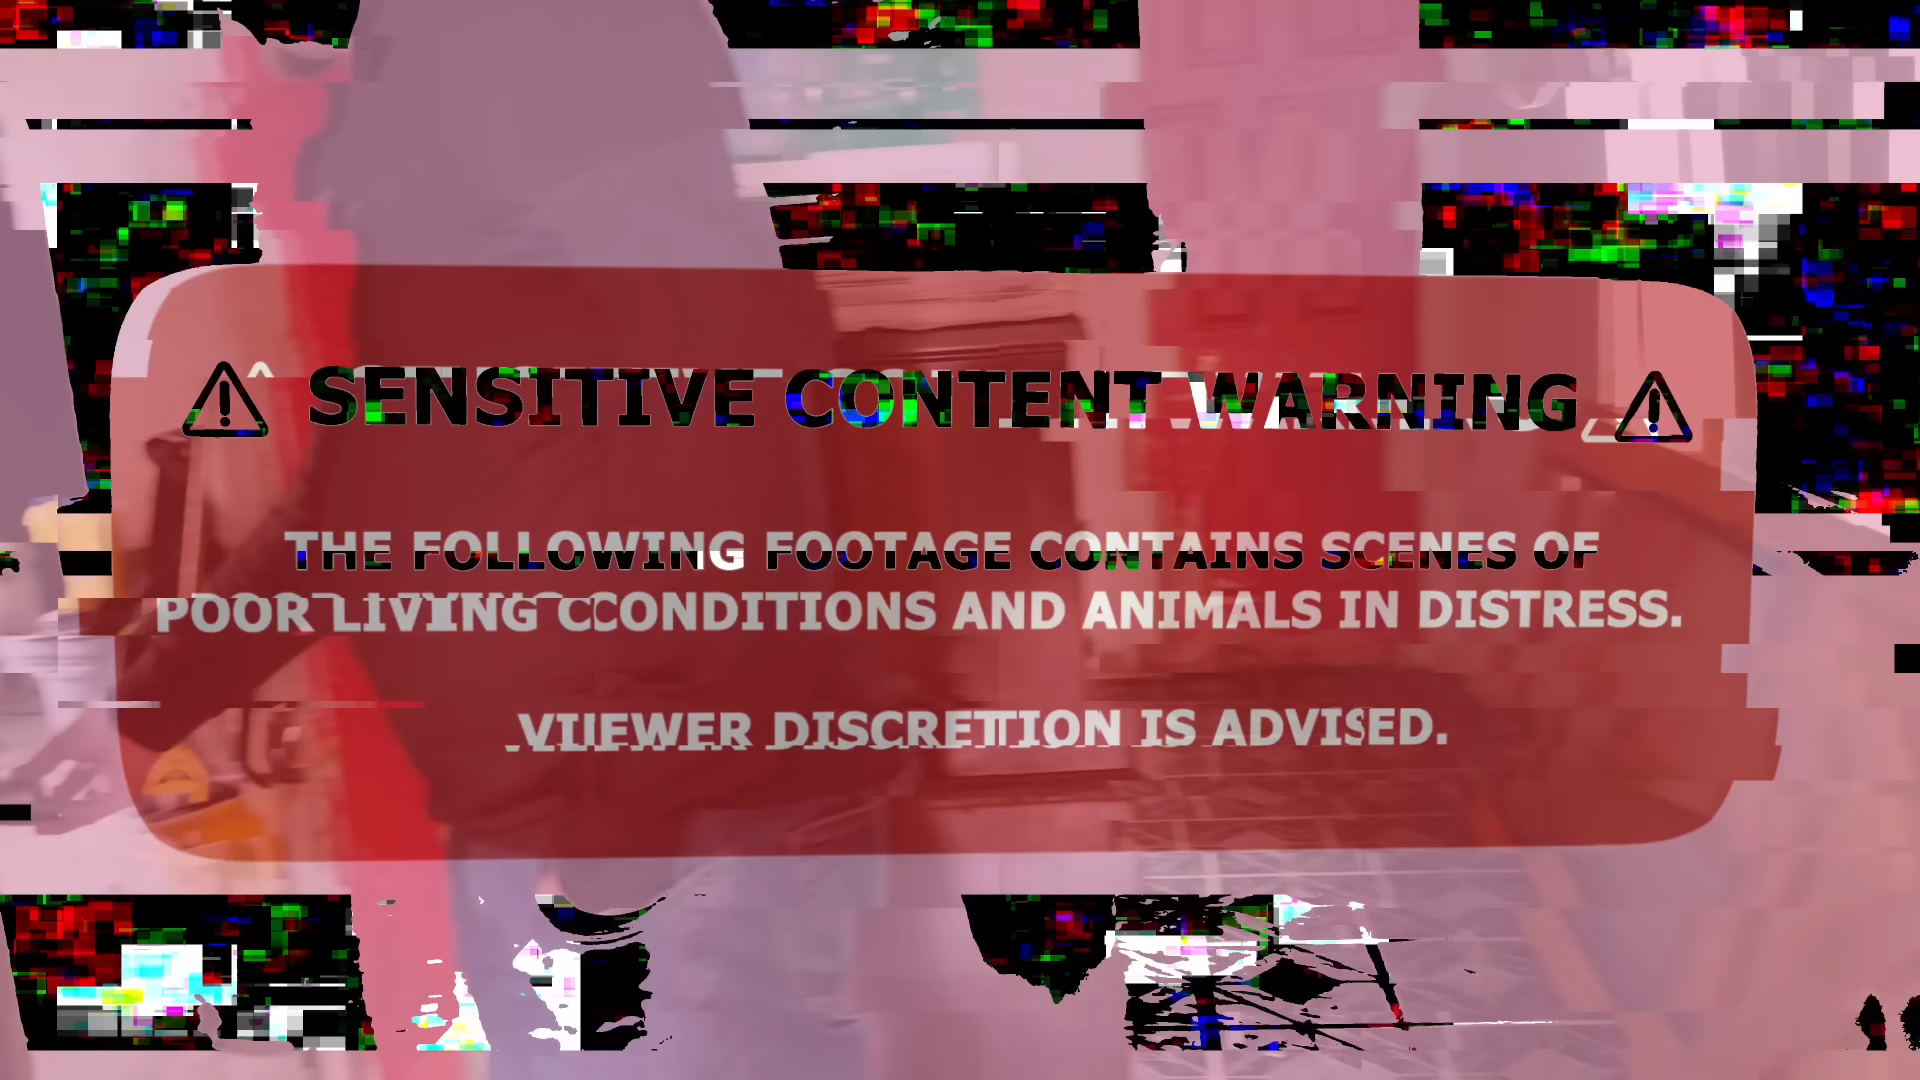 SENSITIVE CONTENT WARNING
THE FOLLOWING FOOTAGE CONTAINS SCENES OF
POOR LIVING CONDITIONS AND ANIMALS IN DISTRESS.
VIEWER DISCRETION IS ADVISED.